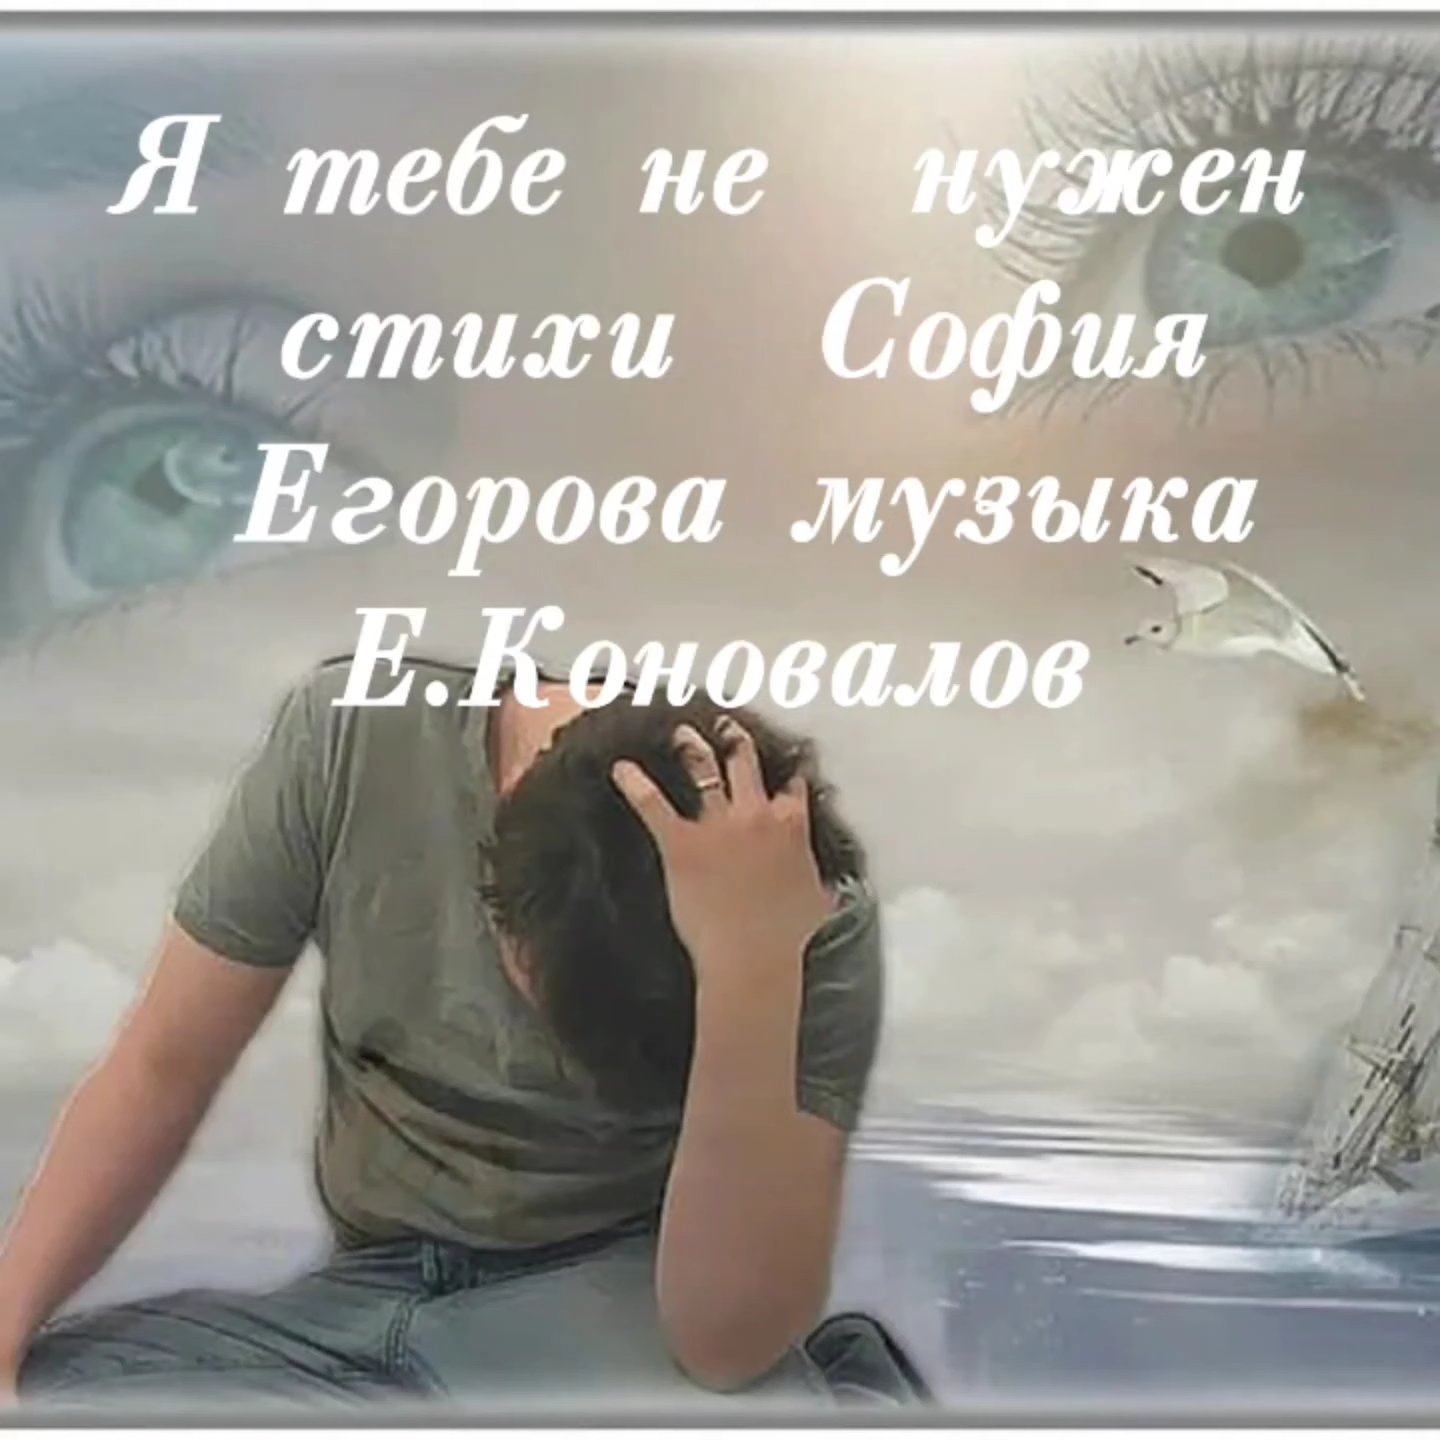 Я тебе не нужен
стихи София
Егорова музыка
Е.Коновалов